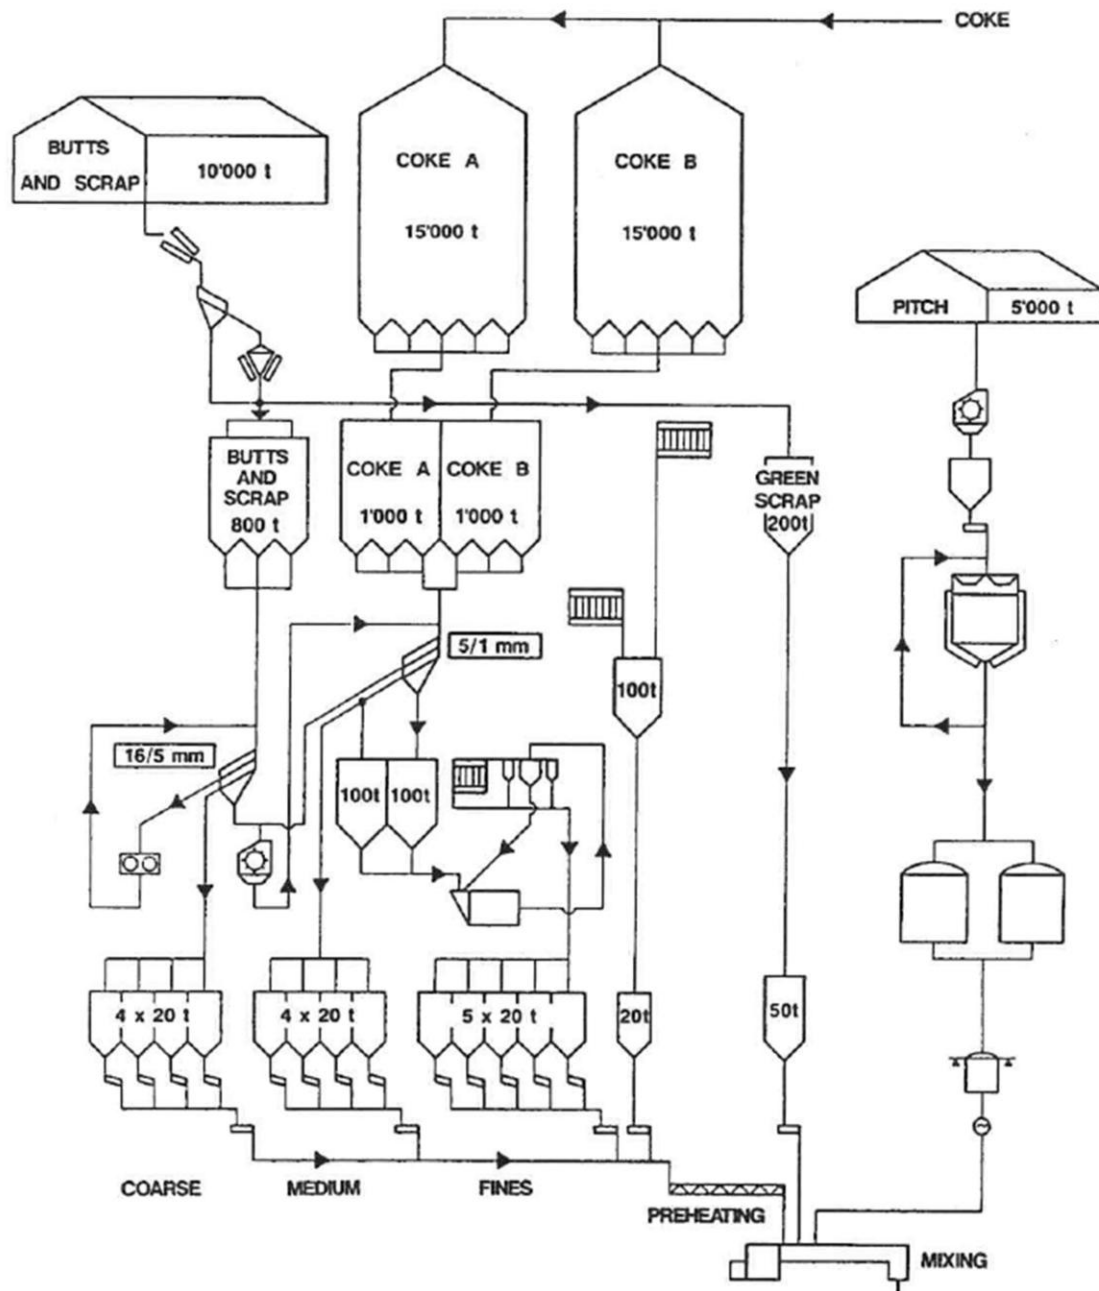 COKE
BUTTS
AND SCRAP
10'000 t
COKE A
15'000 t
COKE B
15'000 t
PITCH
5'000 t
BUTTS
AND
SCRAP
800 t
COKE A
1'000 t
COKE B
1'000 t
GREEN
SCRAP
200t
5/1 mm
100t
16/5 mm
100t
100t
4 x 20 t
4 x 20 t
5 x 20 t
20t
50t
COARSE
MEDIUM
FINES
PREHEATING
MIXING